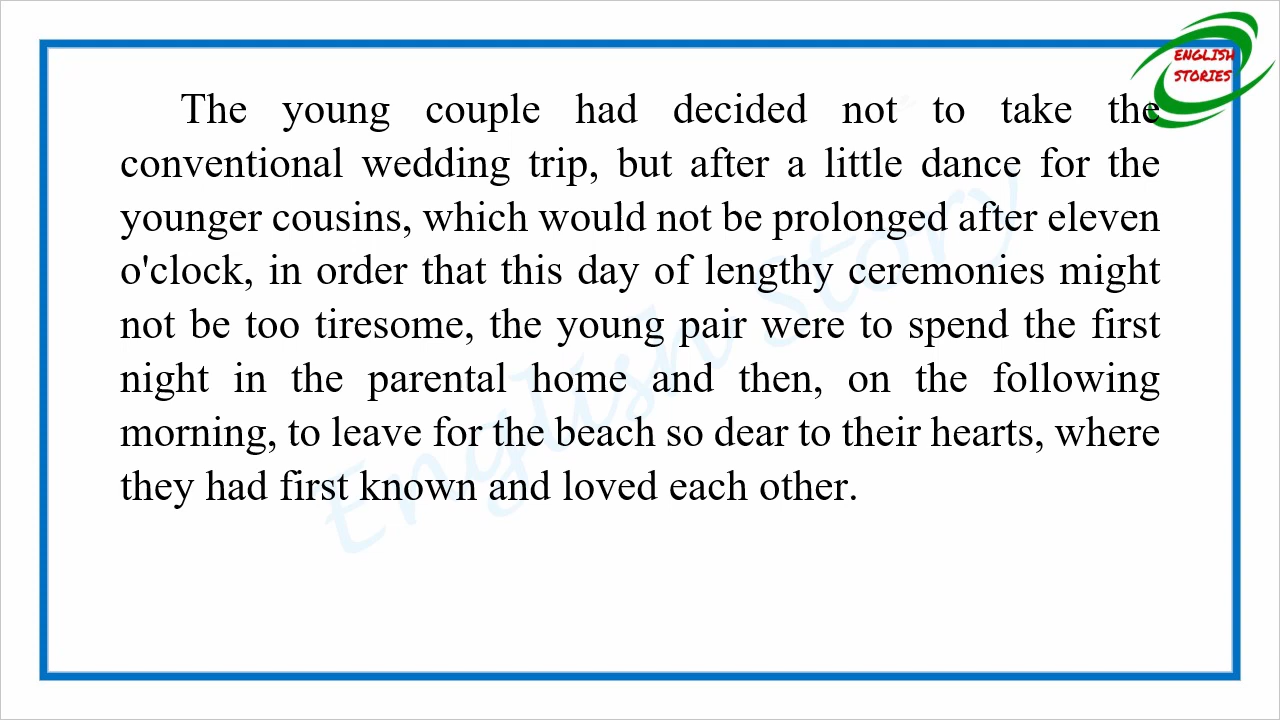 ENGLISH
STORIES
The young couple had decided not to take the
conventional wedding trip, but after a little dance for the
younger cousins, which would not be prolonged after eleven
o'clock, in order that this day of lengthy ceremonies might
not be too tiresome, the young pair were to spend the first
night in the parental home and then, on the following
morning, to leave for the beach so dear to their hearts, where
they had first known and loved each other.
English Story